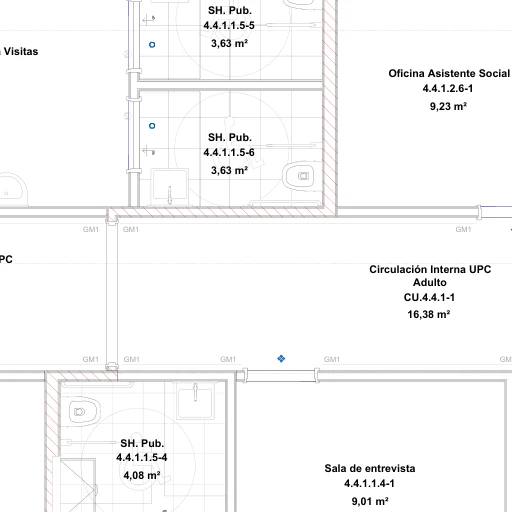 SH. Pub.
4.4.1.1.5-5
3,63 m²
Visitas
Oficina Asistente Social
4.4.1.2.6-1
9,23 m²
SH. Pub.
4.4.1.1.5-6
3,63 m²
GM1
GM1
GM1
PC
Circulación Interna UPC
Adulto
CU.4.4.1-1
16,38 m²
GM1
GM1
GM1
GM1
GM
SH. Pub.
4.4.1.1.5-4
4,08 m²
Sala de entrevista
4.4.1.1.4-1
9,01 m²